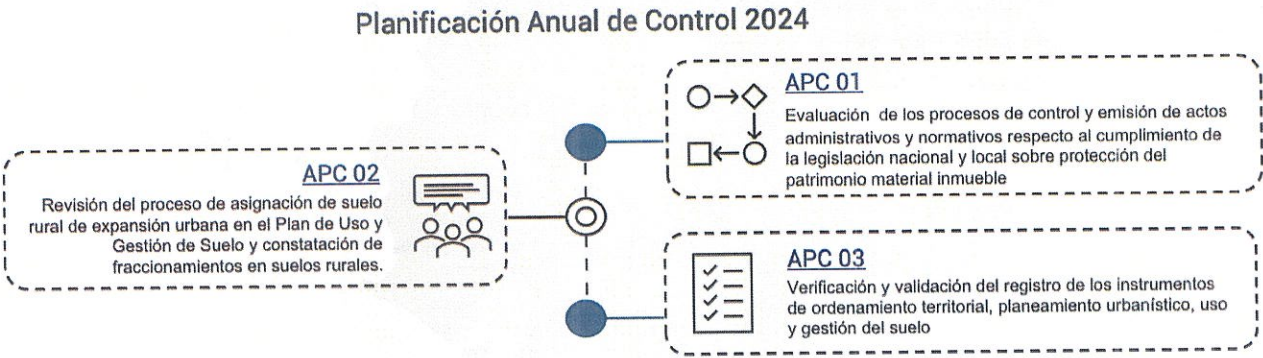 Planificación Anual de Control 2024
APC 01
Evaluación de los procesos de control y emisión de actos
administrativos y normativos respecto al cumplimiento de
la legislación nacional y local sobre protección del
patrimonio material inmueble
APC 02
Revisión del proceso de asignación de suelo
rural de expansión urbana en el Plan de Uso y
Gestión de Suelo y constatación de
fraccionamientos en suelos rurales.
APC 03
Verificación y validación del registro de los instrumentos
de ordenamiento territorial, planeamiento urbanístico, uso
y gestión del suelo